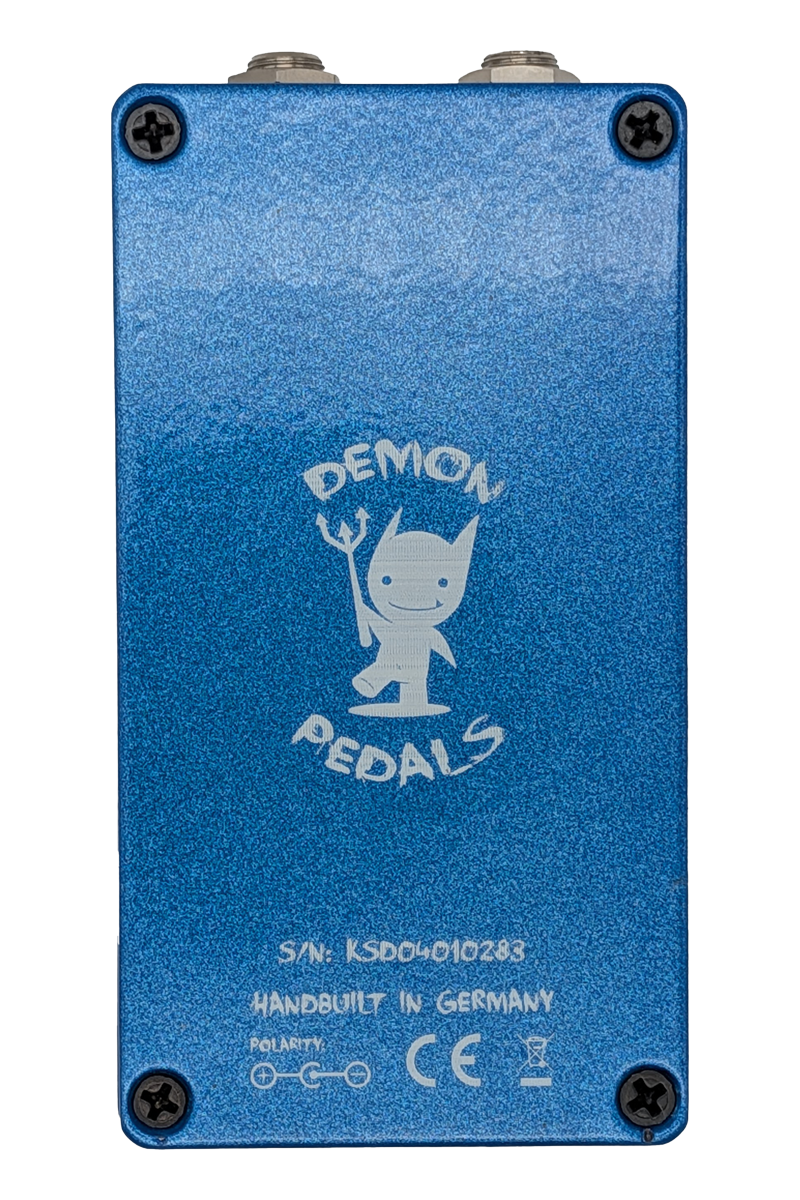 DEMON
PEDALS
S/N: KSD04010283
HANDBUILT IN GERMANY
POLARITY:
CE